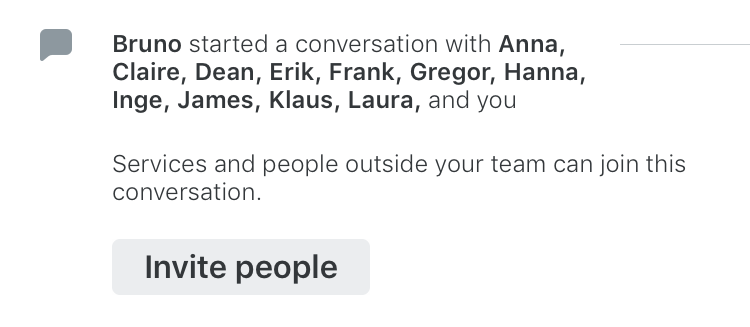 Bruno started a conversation with Anna,
Claire, Dean, Erik, Frank, Gregor, Hanna,
Inge, James, Klaus, Laura, and you
Services and people outside your team can join this
conversation.
Invite people